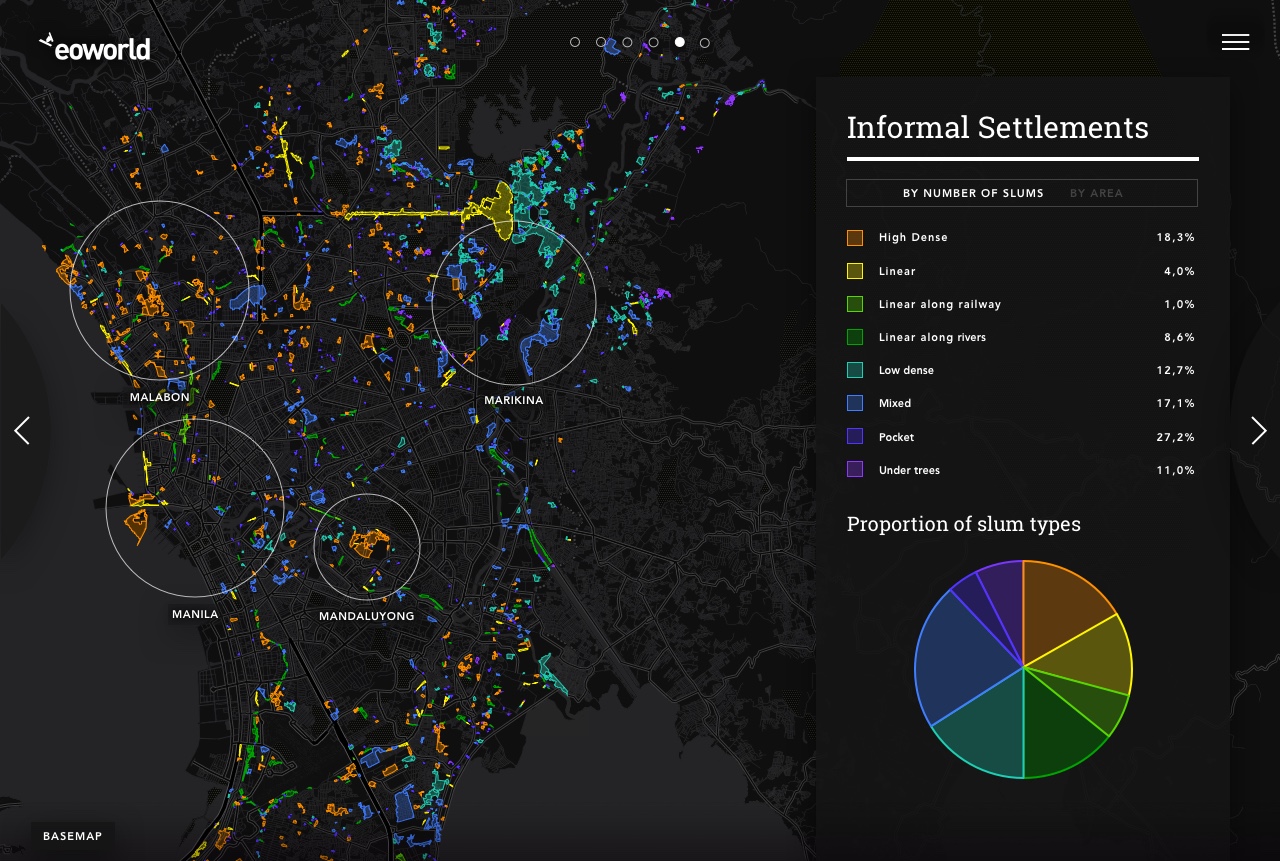 eoworld
Informal Settlements
BY NUMBER OF SLUMS BY AREA
High Dense 18,3%
Linear 4,0%
Linear along railway 1,0%
Linear along rivers 8,6%
Low dense 12,7%
Mixed 17,1%
Pocket 27,2%
Under trees 11,0%
Proportion of slum types
MALABON
MARIKINA
MANILA
MANDALUYONG
BASEMAP